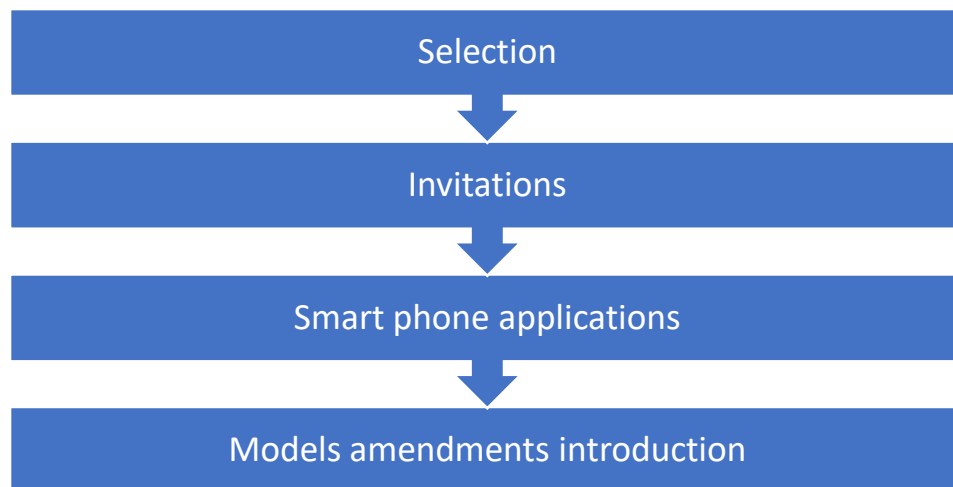 Selection
Invitations
Smart phone applications
Models amendments introduction